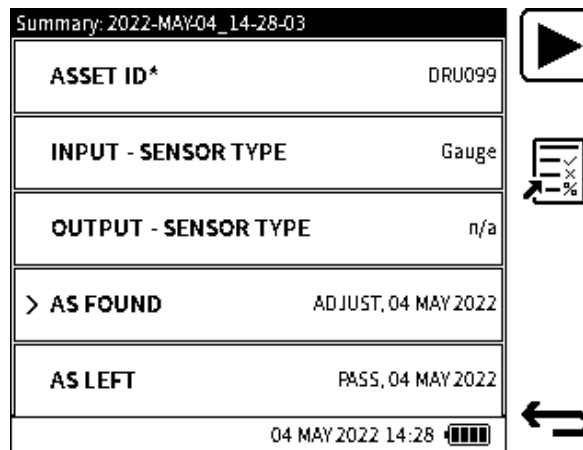 Summary: 2022-MAY-04_14-28-03
ASSET ID* DRU099
INPUT - SENSOR TYPE Gauge
OUTPUT - SENSOR TYPE n/a
> AS FOUND ADJUST, 04 MAY 2022
AS LEFT PASS, 04 MAY 2022
04 MAY 2022 14:28